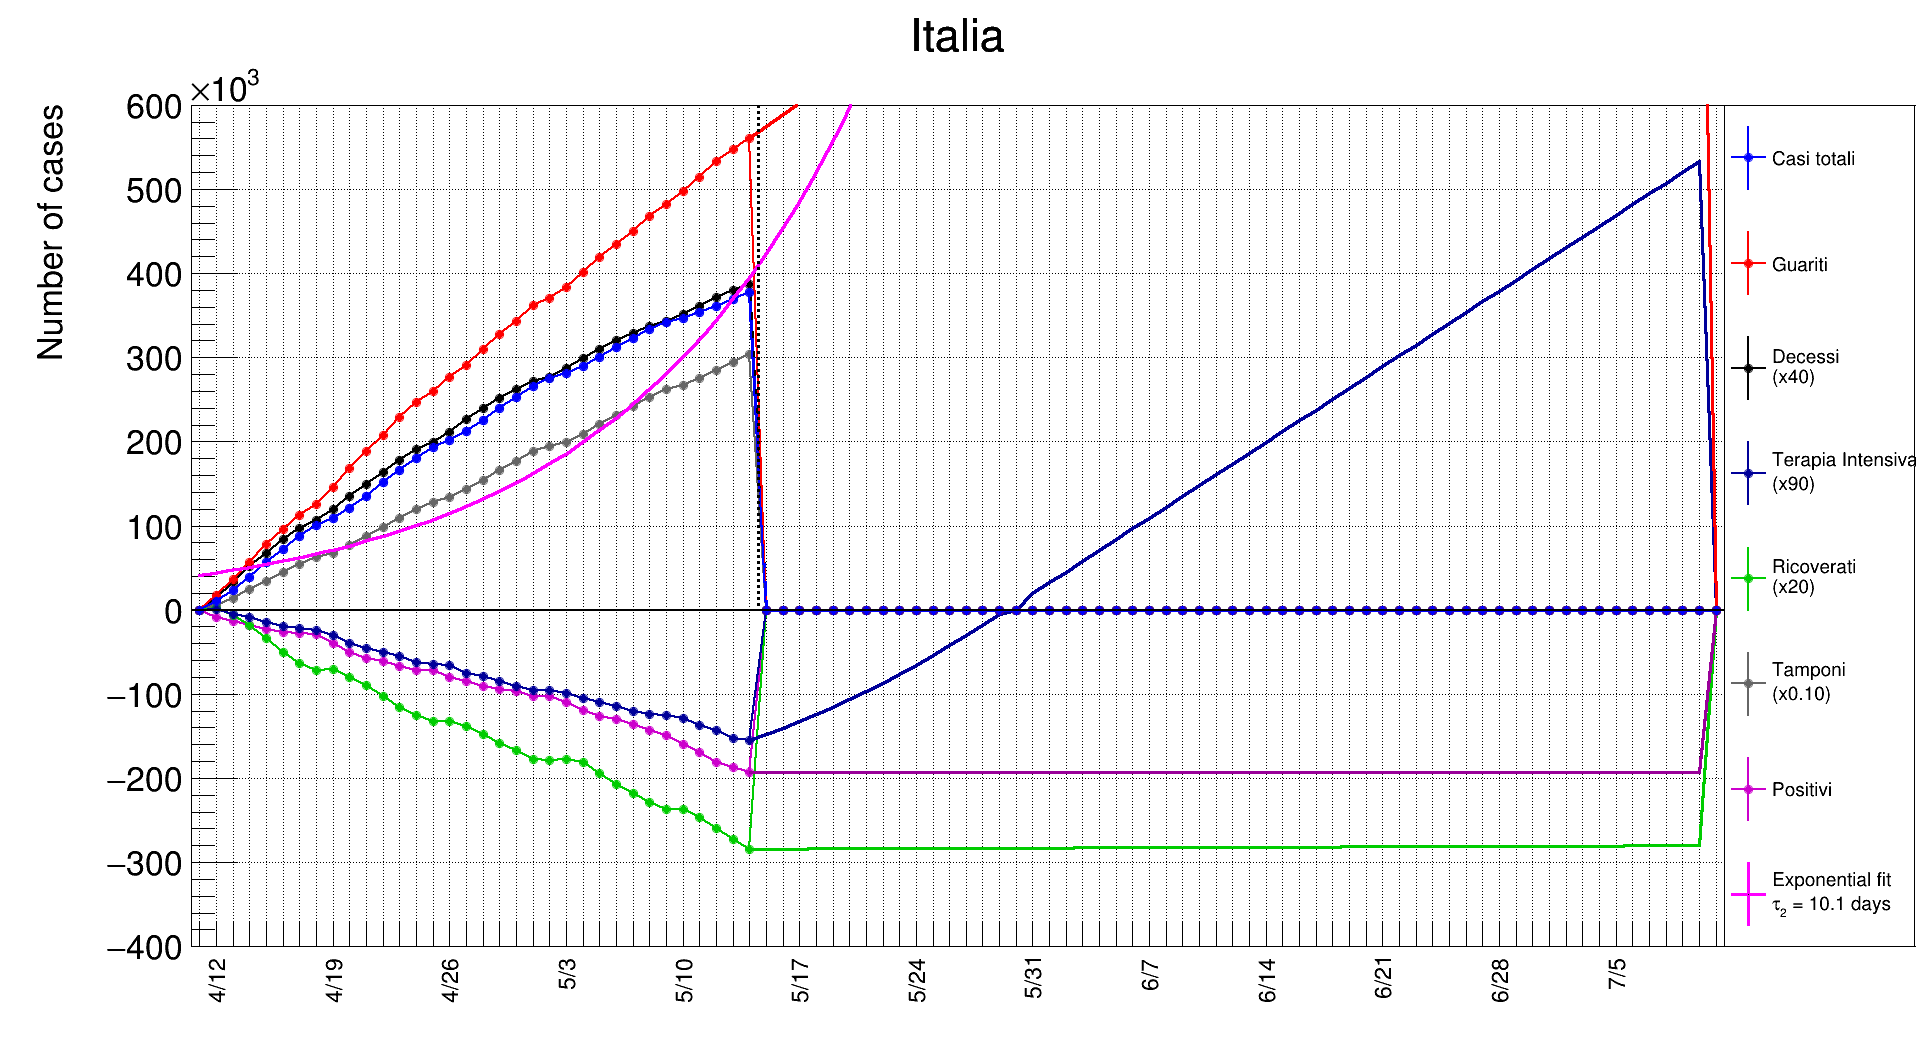 Italia
×10³
Number of cases
600
500
400
300
200
100
0
−100
−200
−300
−400
4/12
4/19
4/26
5/3
5/10
5/17
5/24
5/31
6/7
6/14
6/21
6/28
7/5
Casi totali
Guariti
Decessi
(x40)
Terapia Intensiva
(x90)
Ricoverati
(x20)
Tamponi
(x0.10)
Positivi
Exponential fit
τ₂ = 10.1 days